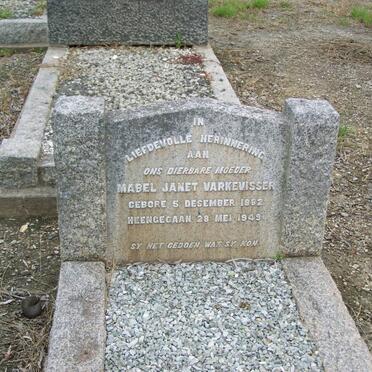 IN
LIEFDEVOLLE HERINNERING
AAN
ONS DIERBARE MOEDER
MABEL JANET VARKEVISSER
GEBORE 5 DESEMBER 1862
HEENGEGAAN 28 MEI 1949
SY HET GEDOEN WAT SY KON.